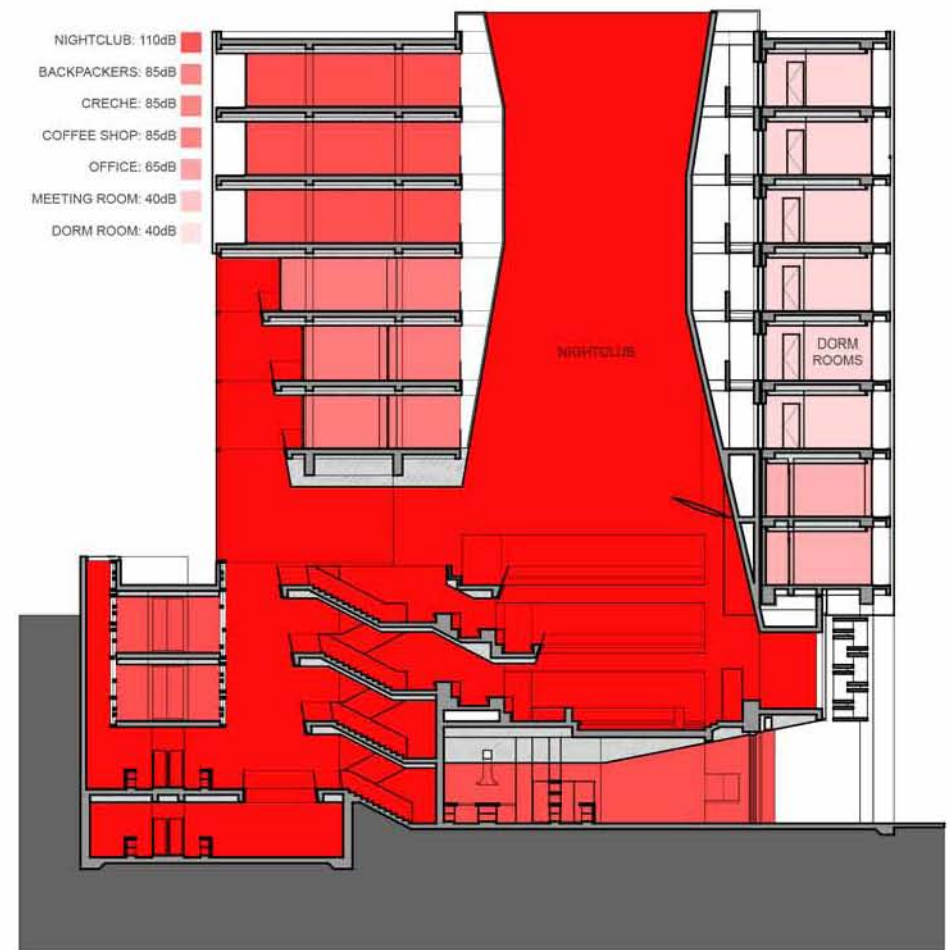 NIGHTCLUB: 110dB
BACKPACKERS: 85dB
CRECHE: 85dB
COFFEE SHOP: 85dB
OFFICE: 65dB
MEETING ROOM: 40dB
DORM ROOM: 40dB
NIGHTCLUB
DORM
ROOMS